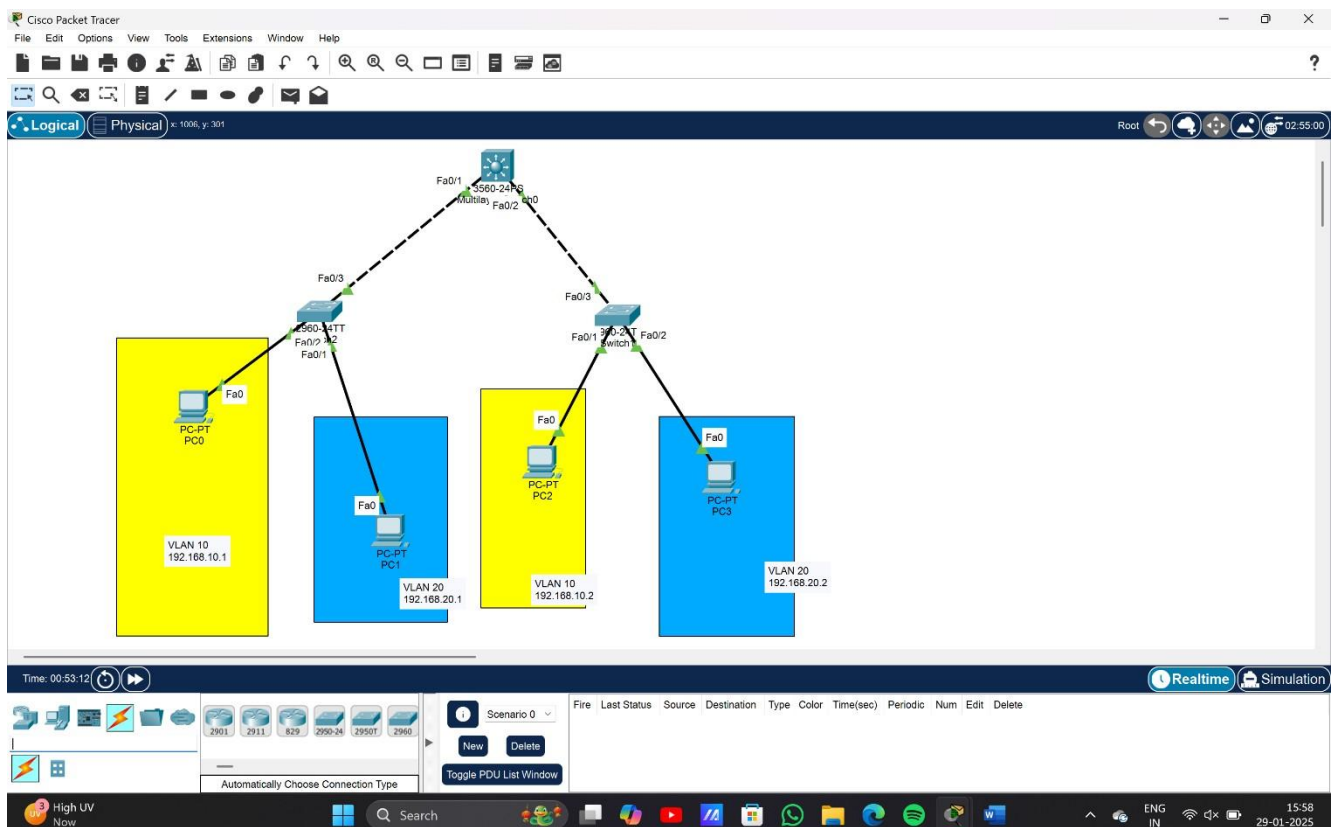 Cisco Packet Tracer
File Edit Options View Tools Extensions Window Help
?
Logical Physical x: 1006, y: 301 Root 02:55:00
Fa0/1
3560-24PS
Fa0/2
Fa0/3
Fa0/3
2960-24TT
Fa0/2
Fa0/1
Fa0/1
Fa0/2
Fa0
PC-PT
PC0
Fa0
PC-PT
PC1
Fa0
PC-PT
PC2
Fa0
PC-PT
PC3
VLAN 10
192.168.10.1
VLAN 20
192.168.20.1
VLAN 10
192.168.10.2
VLAN 20
192.168.20.2
Time: 00:53:12 Realtime Simulation
2901 2911 829 2950-24 2950T 2960
Automatically Choose Connection Type
Scenario 0
New Delete
Toggle PDU List Window
Fire Last Status Source Destination Type Color Time(sec) Periodic Num Edit Delete
3
High UV
Now
Search
ENG
IN
15:58
29-01-2025